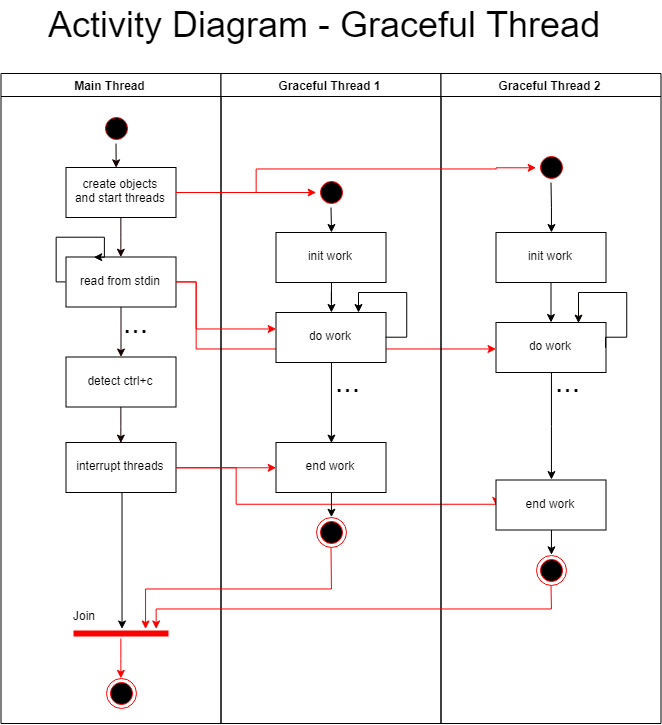 Activity Diagram - Graceful Thread
Main Thread
Graceful Thread 1
Graceful Thread 2
create objects
and start threads
init work
init work
read from stdin
do work
do work
...
detect ctrl+c
...
...
interrupt threads
end work
end work
Join